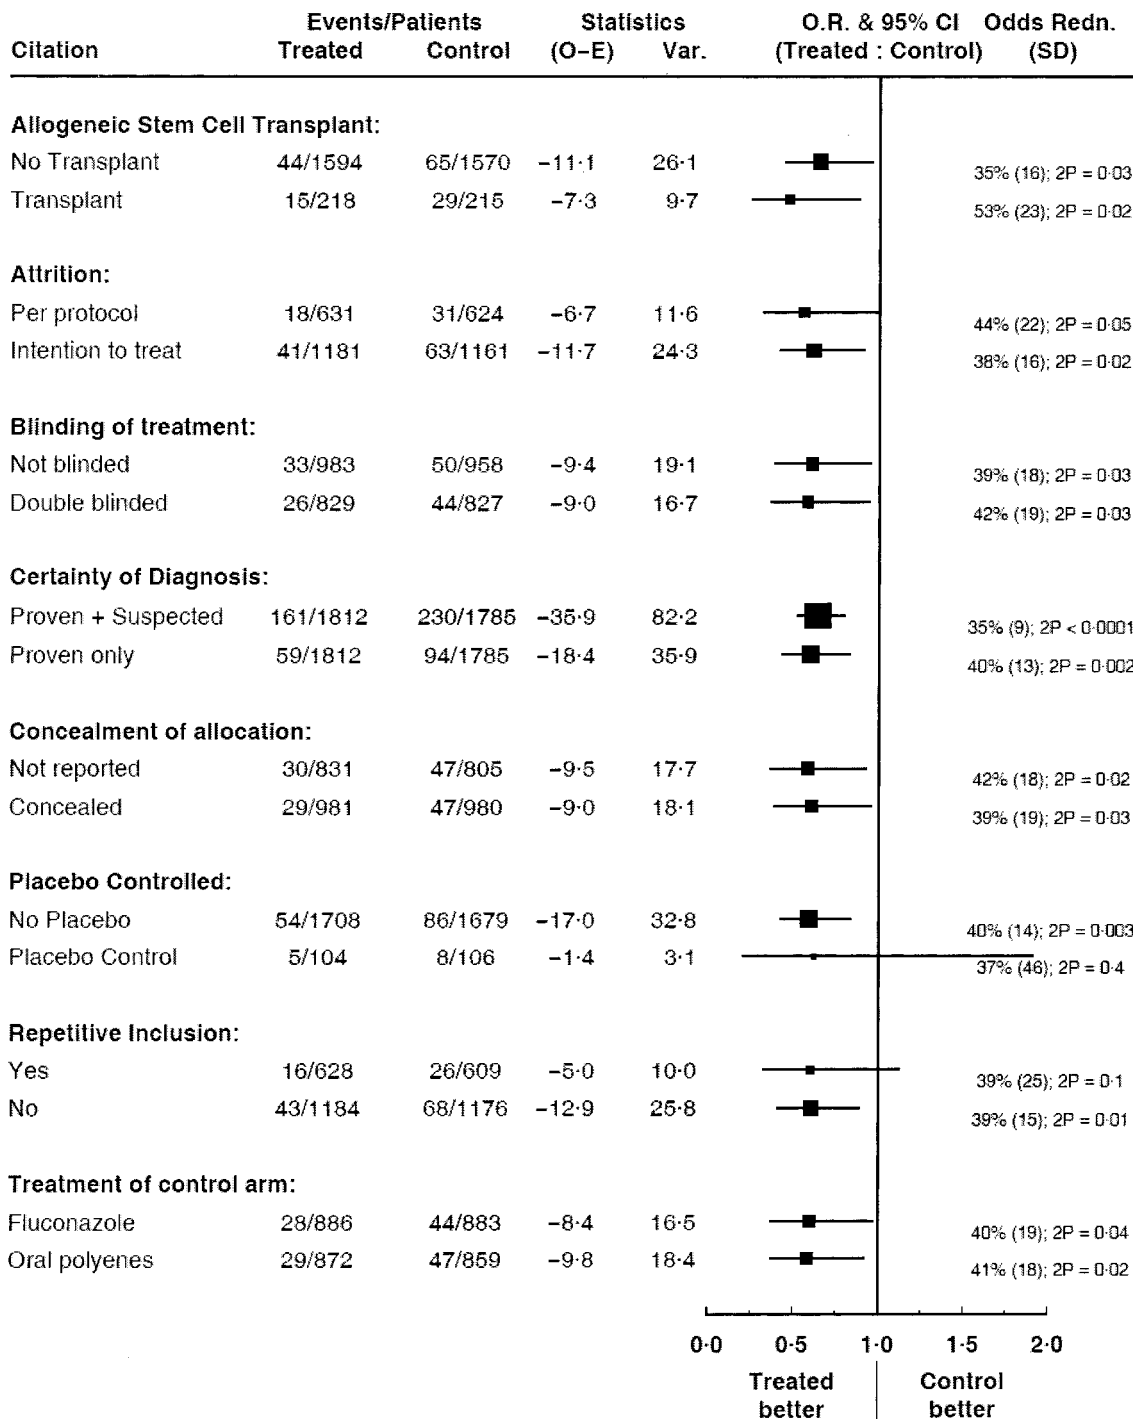 Events/Patients Statistics O.R. & 95% CI Odds Redn.
Citation Treated Control (O–E) Var. (Treated : Control) (SD)
Allogeneic Stem Cell Transplant:
No Transplant 44/1594 65/1570 –11·1 26·1 35% (16); 2P = 0·03
Transplant 15/218 29/215 –7·3 9·7 53% (23); 2P = 0·02
Attrition:
Per protocol 18/631 31/624 –6·7 11·6 44% (22); 2P = 0·05
Intention to treat 41/1181 63/1161 –11·7 24·3 38% (16); 2P = 0·02
Blinding of treatment:
Not blinded 33/983 50/958 –9·4 19·1 39% (18); 2P = 0·03
Double blinded 26/829 44/827 –9·0 16·7 42% (19); 2P = 0·03
Certainty of Diagnosis:
Proven + Suspected 161/1812 230/1785 –35·9 82·2 35% (9); 2P < 0·0001
Proven only 59/1812 94/1785 –18·4 35·9 40% (13); 2P = 0·002
Concealment of allocation:
Not reported 30/831 47/805 –9·5 17·7 42% (18); 2P = 0·02
Concealed 29/981 47/980 –9·0 18·1 39% (19); 2P = 0·03
Placebo Controlled:
No Placebo 54/1708 86/1679 –17·0 32·8 40% (14); 2P = 0·003
Placebo Control 5/104 8/106 –1·4 3·1 37% (46); 2P = 0·4
Repetitive Inclusion:
Yes 16/628 26/609 –5·0 10·0 39% (25); 2P = 0·1
No 43/1184 68/1176 –12·9 25·8 39% (15); 2P = 0·01
Treatment of control arm:
Fluconazole 28/886 44/883 –8·4 16·5 40% (19); 2P = 0·04
Oral polyenes 29/872 47/859 –9·8 18·4 41% (18); 2P = 0·02
0·0 0·5 1·0 1·5 2·0
Treated Control
better better